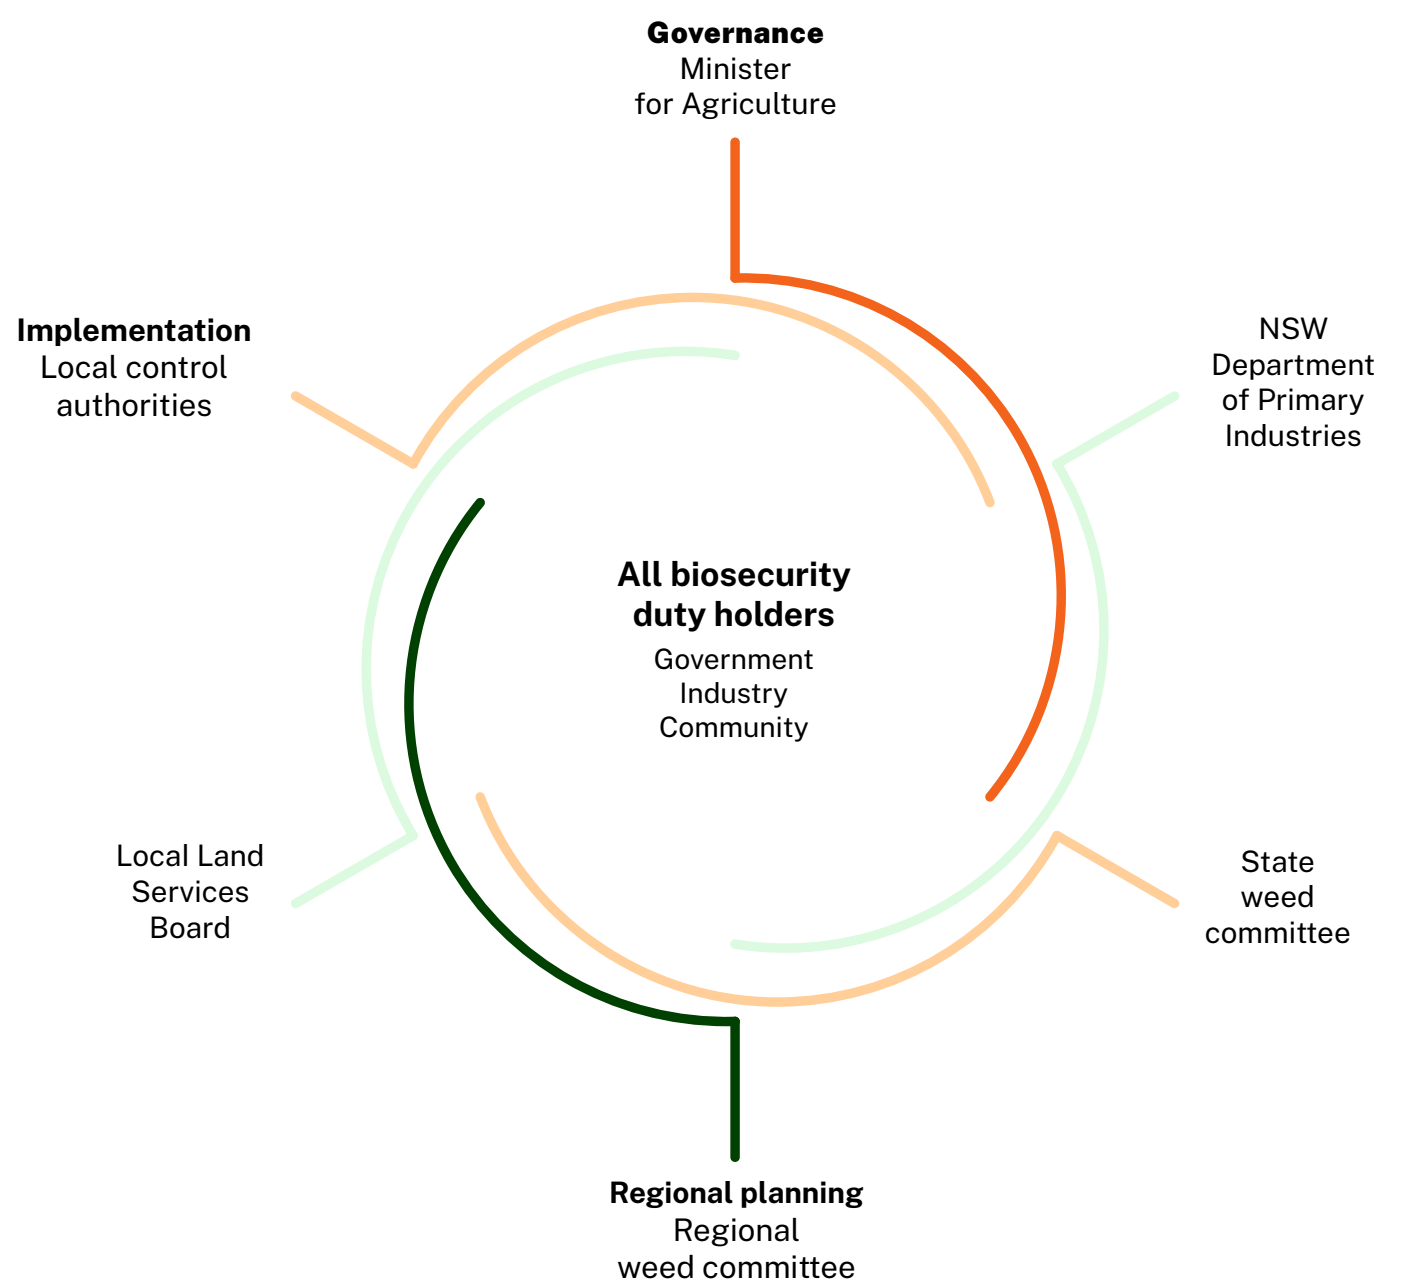 Governance
Minister
for Agriculture
NSW
Department
of Primary
Industries
State
weed
committee
Regional planning
Regional
weed committee
Local Land
Services
Board
Implementation
Local control
authorities
All biosecurity
duty holders
Government
Industry
Community